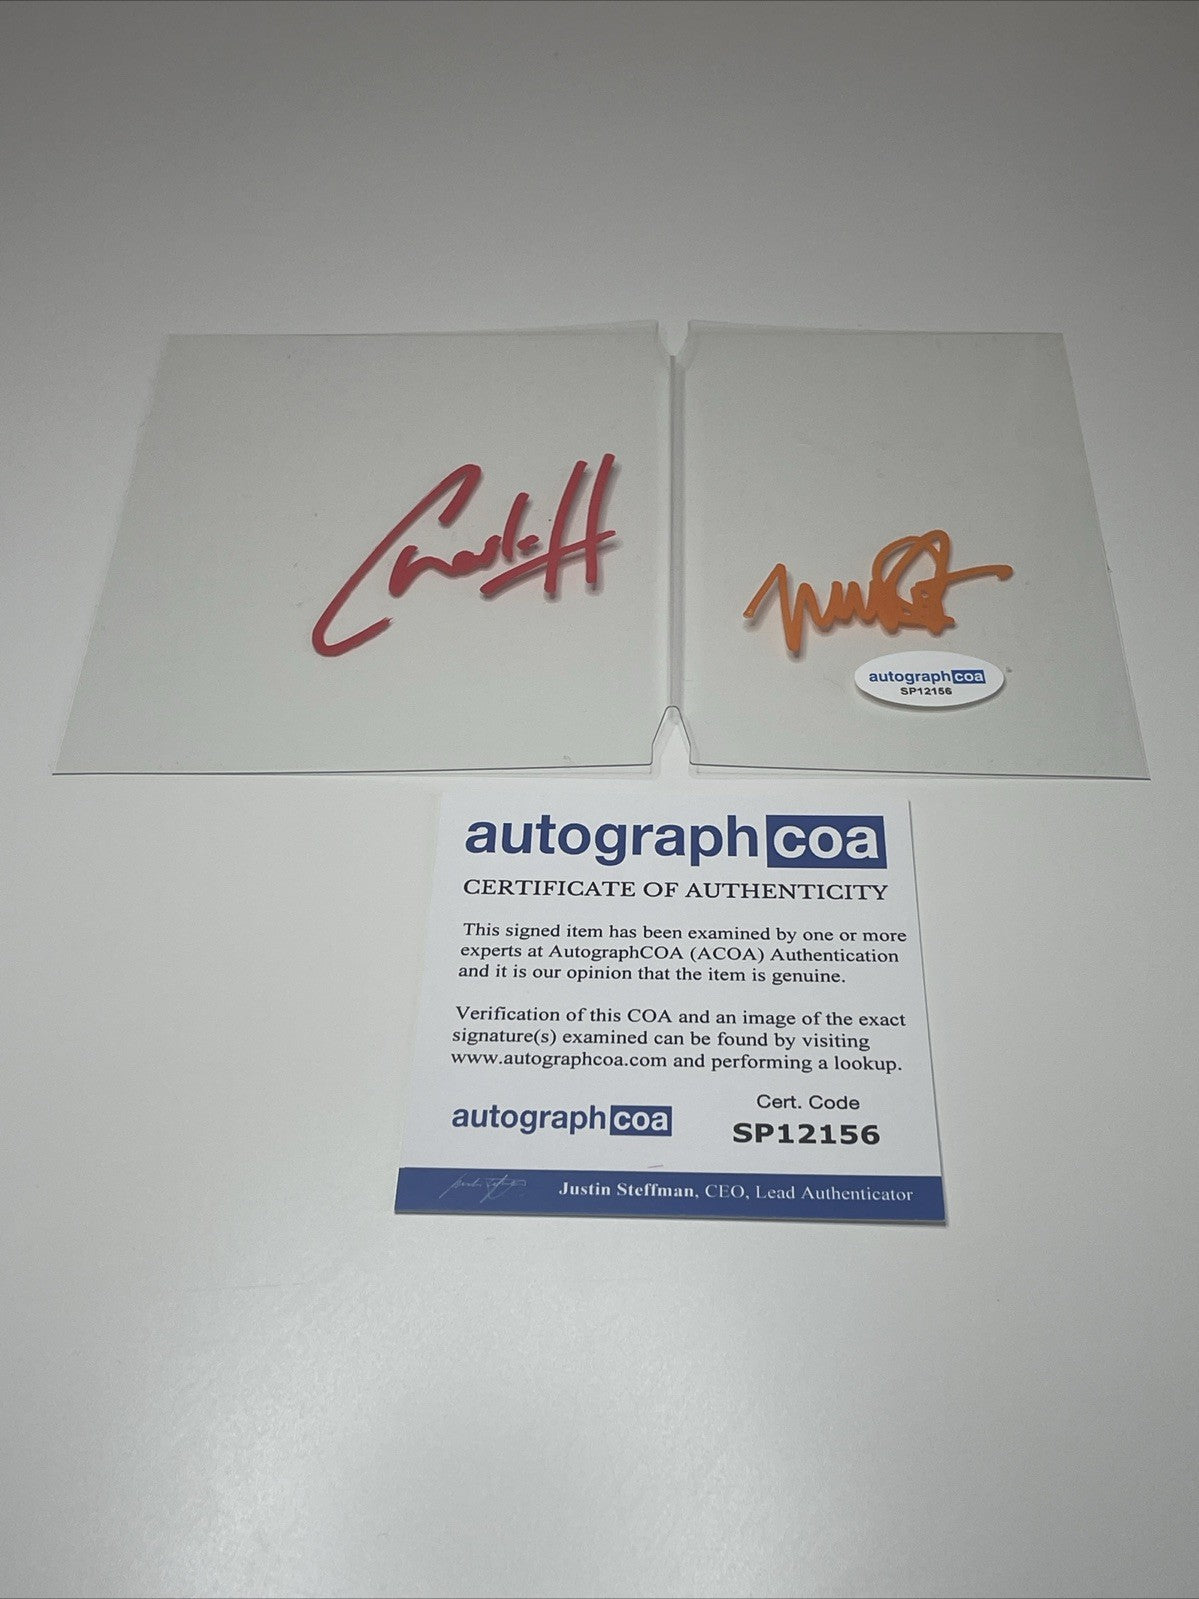 autographcoa
SP12156
autographcoa
CERTIFICATE OF AUTHENTICITY
This signed item has been examined by one or more
experts at AutographCOA (ACOA) Authentication
and it is our opinion that the item is genuine.
Verification of this COA and an image of the exact
signature(s) examined can be found by visiting
www.autographcoa.com and performing a lookup.
autographcoa
Cert. Code
SP12156
Justin Steffman, CEO, Lead Authenticator